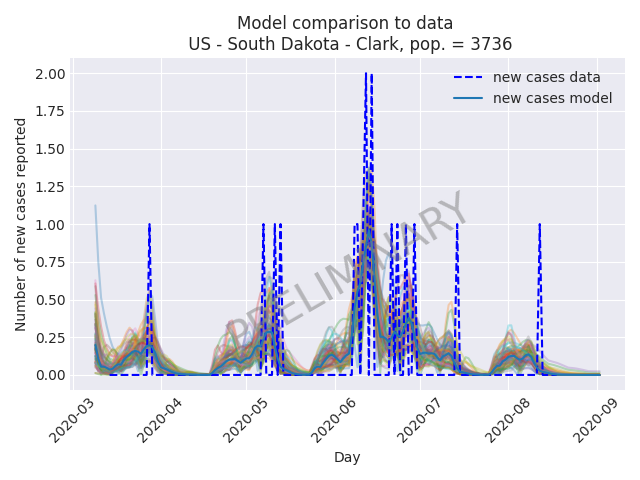 Model comparison to data
US - South Dakota - Clark, pop. = 3736
new cases data
new cases model
Number of new cases reported
2.00
1.75
1.50
1.25
1.00
0.75
0.50
0.25
0.00
PRELIMINARY
2020-03
2020-04
2020-05
2020-06
2020-07
2020-08
2020-09
Day